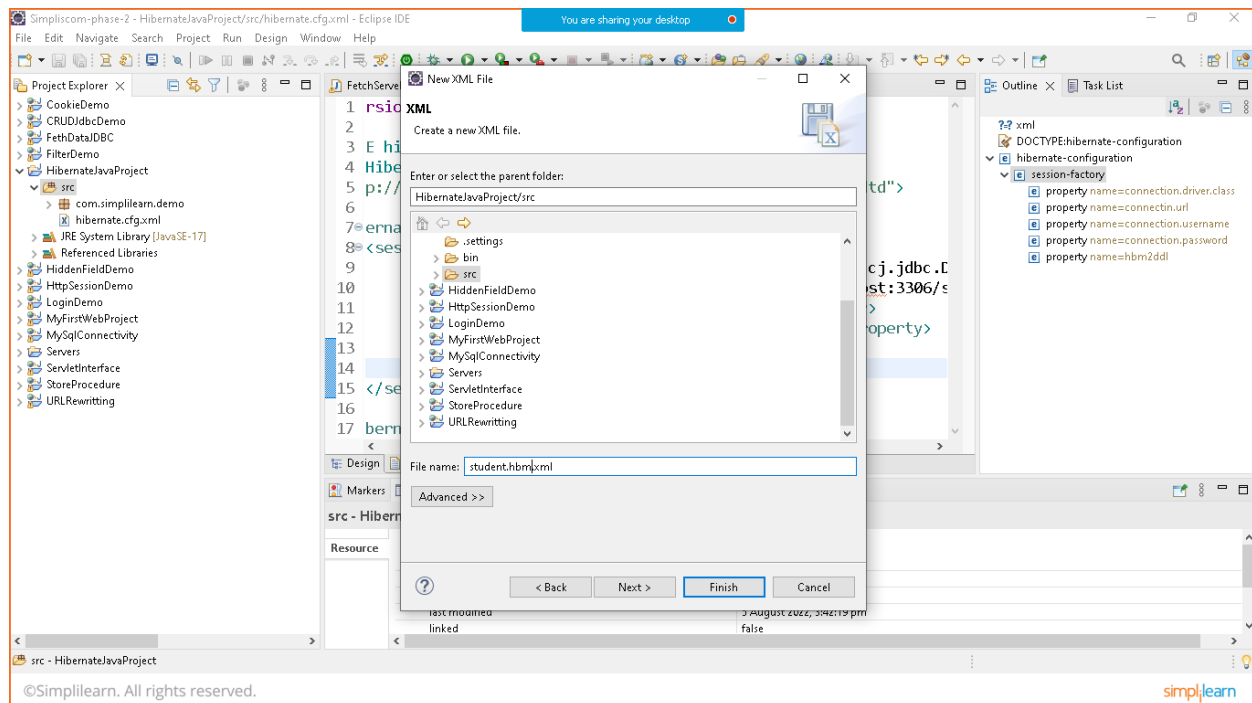 Simpliscom-phase-2 - HibernateJavaProject/src/hibernate.cfg.xml - Eclipse IDE
You are sharing your desktop
File Edit Navigate Search Project Run Design Window Help
Project Explorer
CookieDemo
CRUDJdbcDemo
FethDataJDBC
FilterDemo
HibernateJavaProject
src
com.simplilearn.demo
hibernate.cfg.xml
JRE System Library [JavaSE-17]
Referenced Libraries
HiddenFieldDemo
HttpSessionDemo
LoginDemo
MyFirstWebProject
MySqlConnectivity
Servers
ServletInterface
StoreProcedure
URLRewritting
FetchServle
1 rsio
2
3 E hi
4 Hibe
5 p:// td">
6
7 erna
8 <ses
9 cj.jdbc.D
10 ost:3306/s
11 >
12 operty>
13
14
15 </se
16
17 bern
Design
Markers
src - Hibern
Resource
last modified 5 August 2022, 3:42:19 pm
linked false
New XML File
XML
Create a new XML file.
Enter or select the parent folder:
HibernateJavaProject/src
.settings
bin
src
HiddenFieldDemo
HttpSessionDemo
LoginDemo
MyFirstWebProject
MySqlConnectivity
Servers
ServletInterface
StoreProcedure
URLRewritting
File name: student.hbm.xml
Advanced >>
< Back Next > Finish Cancel
Outline Task List
?-? xml
DOCTYPE:hibernate-configuration
hibernate-configuration
session-factory
property name=connection.driver.class
property name=connectin.url
property name=connection.username
property name=connection.password
property name=hbm2ddl
src - HibernateJavaProject
©Simplilearn. All rights reserved.
simplilearn